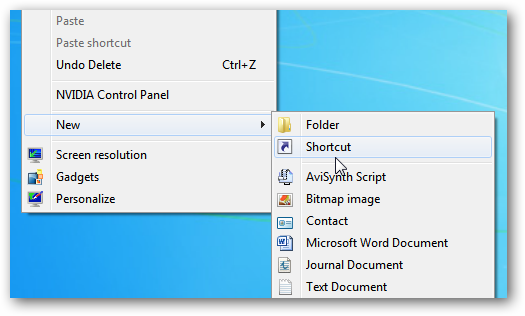 Paste
Paste shortcut
Undo Delete Ctrl+Z
NVIDIA Control Panel
New
Screen resolution
Gadgets
Personalize
Folder
Shortcut
AviSynth Script
Bitmap image
Contact
Microsoft Word Document
Journal Document
Text Document